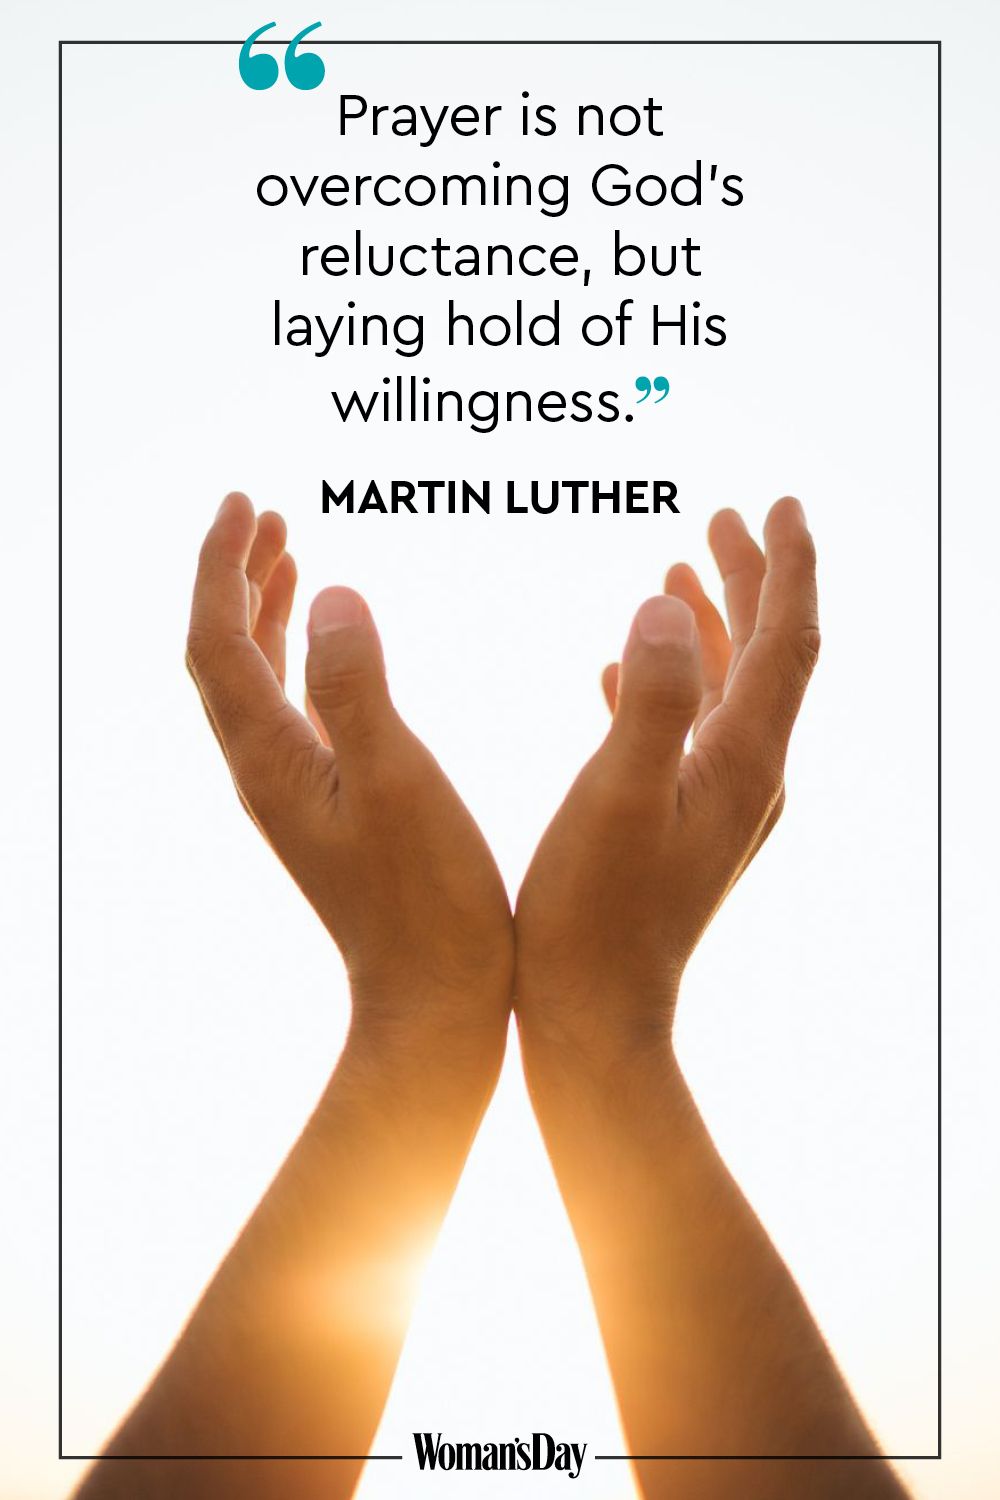 “Prayer is not
overcoming God's
reluctance, but
laying hold of His
willingness.”
MARTIN LUTHER
Woman'sDay